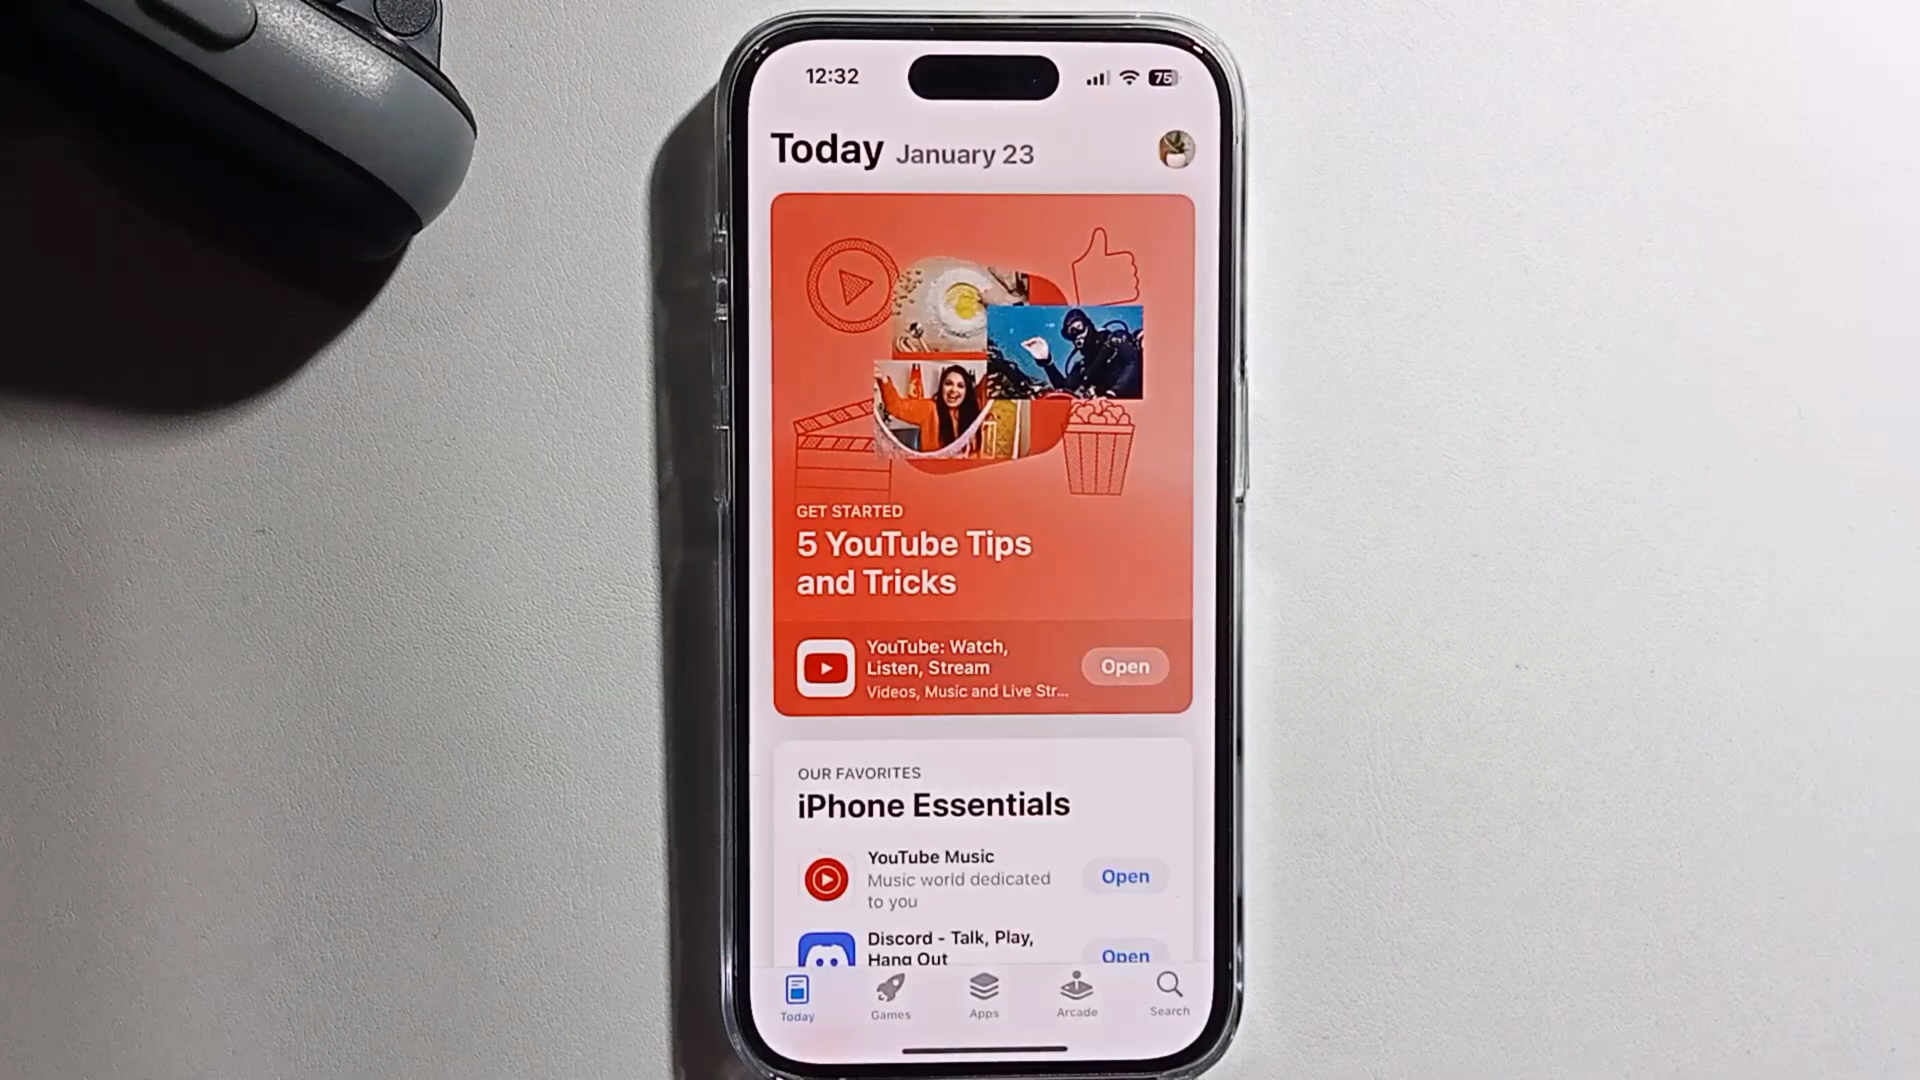 12:32
75
Today January 23
GET STARTED
5 YouTube Tips
and Tricks
YouTube: Watch,
Listen, Stream
Videos, Music and Live Str...
Open
OUR FAVORITES
iPhone Essentials
YouTube Music
Music world dedicated
to you
Open
Discord - Talk, Play,
Hang Out
Open
Today
Games
Apps
Arcade
Search